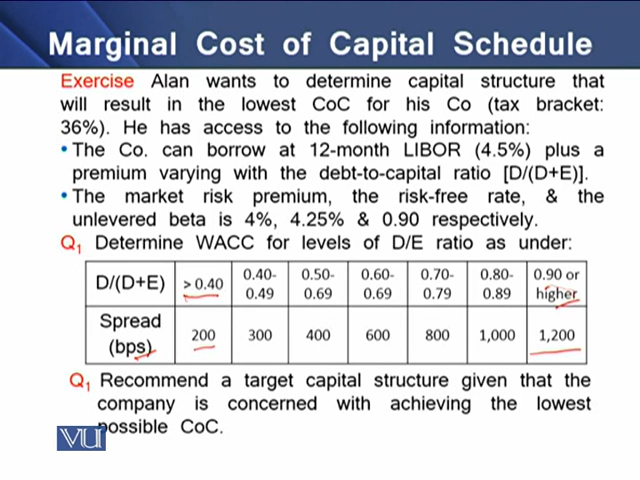 Marginal Cost of Capital Schedule
Exercise Alan wants to determine capital structure that
will result in the lowest CoC for his Co (tax bracket:
36%). He has access to the following information:
• The Co. can borrow at 12-month LIBOR (4.5%) plus a
premium varying with the debt-to-capital ratio [D/(D+E)].
• The market risk premium, the risk-free rate, & the
unlevered beta is 4%, 4.25% & 0.90 respectively.
Q1 Determine WACC for levels of D/E ratio as under:
D/(D+E) > 0.40 0.40-0.49 0.50-0.69 0.60-0.69 0.70-0.79 0.80-0.89 0.90 or higher
Spread (bps) 200 300 400 600 800 1,000 1,200
Q1 Recommend a target capital structure given that the
company is concerned with achieving the lowest
possible CoC.
VU